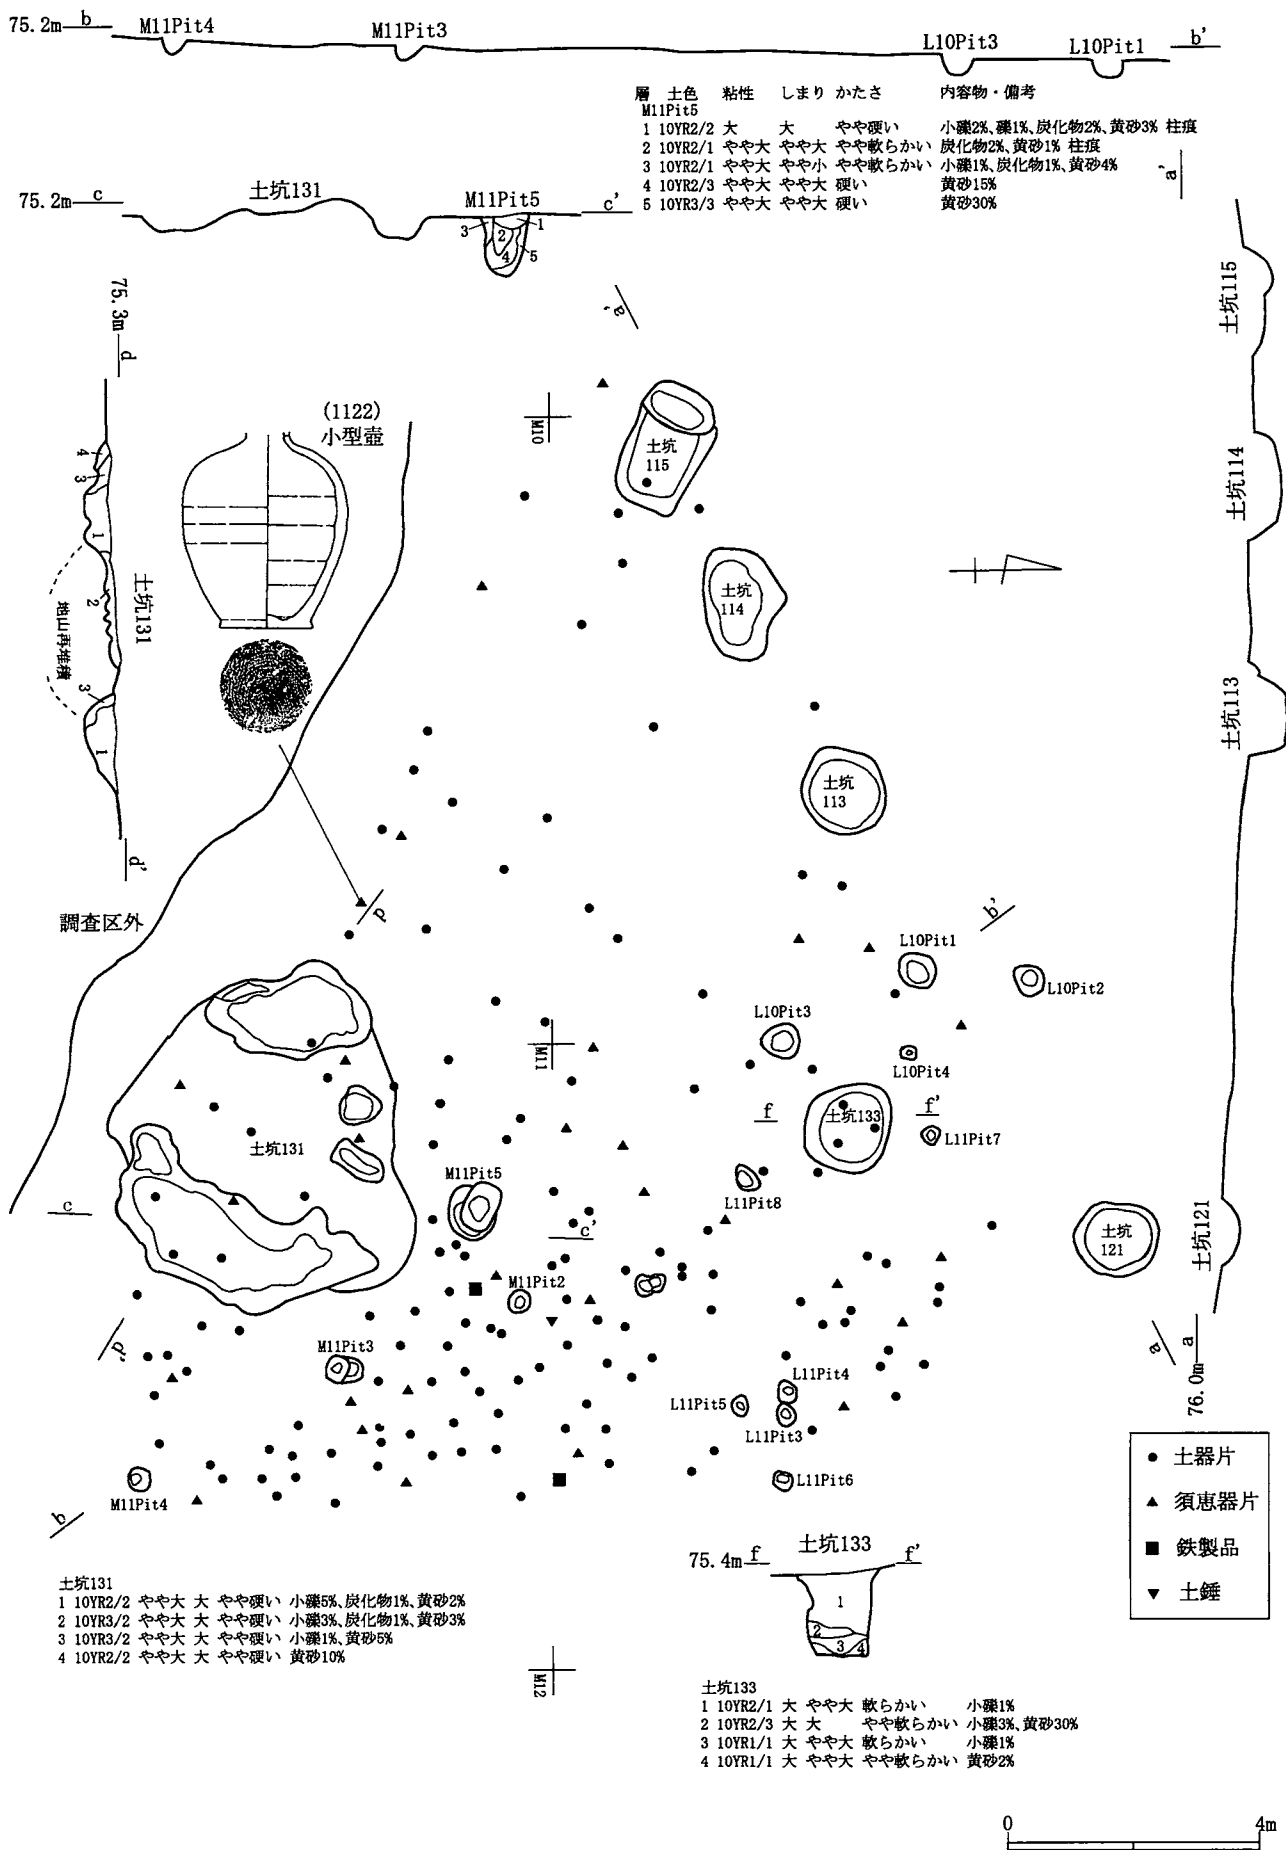 75.2m b M11Pit4 M11Pit3 L10Pit3 L10Pit1 b'
層 土色 粘性 しまり かたさ 内容物・備考
M11Pit5
1 10YR2/2 大 大 やや硬い 小礫2%、礫1%、炭化物2%、黄砂3% 柱痕
2 10YR2/1 やや大 やや大 やや軟らかい 炭化物2%、黄砂1% 柱痕
3 10YR2/1 やや大 やや小 やや軟らかい 小礫1%、炭化物1%、黄砂4%
4 10YR2/3 やや大 やや大 硬い 黄砂15%
5 10YR3/3 やや大 やや大 硬い 黄砂30%
a'
75.2m c 土坑131 M11Pit5 c'
3 2 1
4 5
75.3m d
4
3
1
2
3
1
土坑131
地山再堆積
d'
(1122)
小型壺
a'
M10
土坑
115
土坑
114
土坑
113
土坑115
土坑114
土坑113
土坑121
a
76.0m
調査区外
d
b'
L10Pit1
L10Pit2
L10Pit3
L10Pit4
M11
f 土坑133 f'
L11Pit7
土坑131
M11Pit5
L11Pit8
c c'
土坑
121
M11Pit2
d'
M11Pit3
a
L11Pit4
L11Pit5
L11Pit3
L11Pit6
M11Pit4
b
● 土器片
▲ 須恵器片
■ 鉄製品
▼ 土錘
75.4m f 土坑133 f'
1
2
3 4
土坑131
1 10YR2/2 やや大 大 やや硬い 小礫5%、炭化物1%、黄砂2%
2 10YR3/2 やや大 大 やや硬い 小礫3%、炭化物1%、黄砂3%
3 10YR3/2 やや大 大 やや硬い 小礫1%、黄砂5%
4 10YR2/2 やや大 大 やや硬い 黄砂10%
M12
土坑133
1 10YR2/1 大 やや大 軟らかい 小礫1%
2 10YR2/3 大 大 やや軟らかい 小礫3%、黄砂30%
3 10YR1/1 大 やや大 軟らかい 小礫1%
4 10YR1/1 大 やや大 やや軟らかい 黄砂2%
0 4m